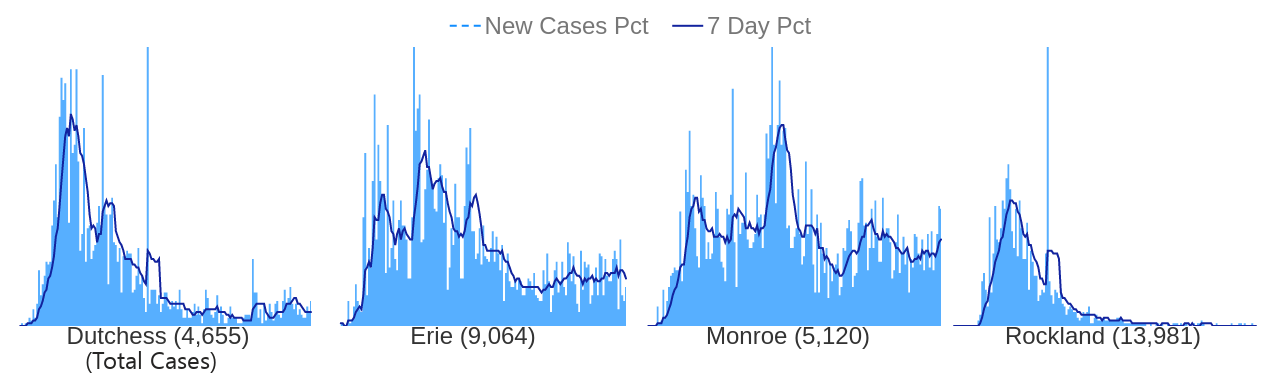 New Cases Pct 7 Day Pct
Dutchess (4,655) Erie (9,064) Monroe (5,120) Rockland (13,981)
(Total Cases)